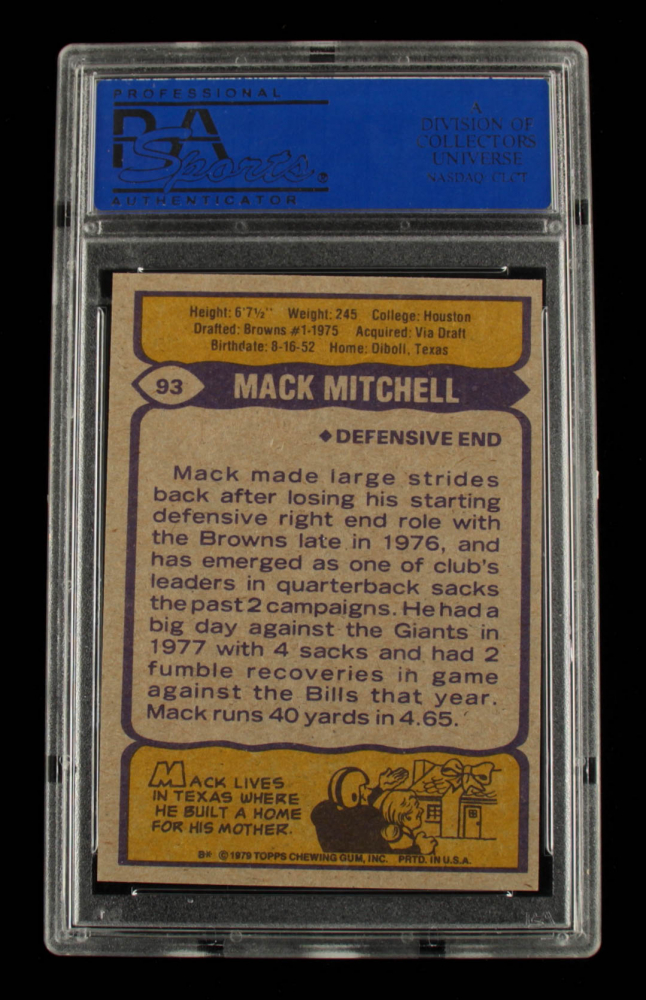 PROFESSIONAL
PSA
Sports®
AUTHENTICATOR
A
DIVISION OF
COLLECTORS
UNIVERSE
NASDAQ: CLCT
Height: 6'7½" Weight: 245 College: Houston
Drafted: Browns #1-1975 Acquired: Via Draft
Birthdate: 8-16-52 Home: Diboll, Texas
93 MACK MITCHELL
◆DEFENSIVE END
Mack made large strides
back after losing his starting
defensive right end role with
the Browns late in 1976, and
has emerged as one of club's
leaders in quarterback sacks
the past 2 campaigns. He had a
big day against the Giants in
1977 with 4 sacks and had 2
fumble recoveries in game
against the Bills that year.
Mack runs 40 yards in 4.65.
MACK LIVES
IN TEXAS WHERE
HE BUILT A HOME
FOR HIS MOTHER.
B* © 1979 TOPPS CHEWING GUM, INC. PRTD. IN U.S.A.